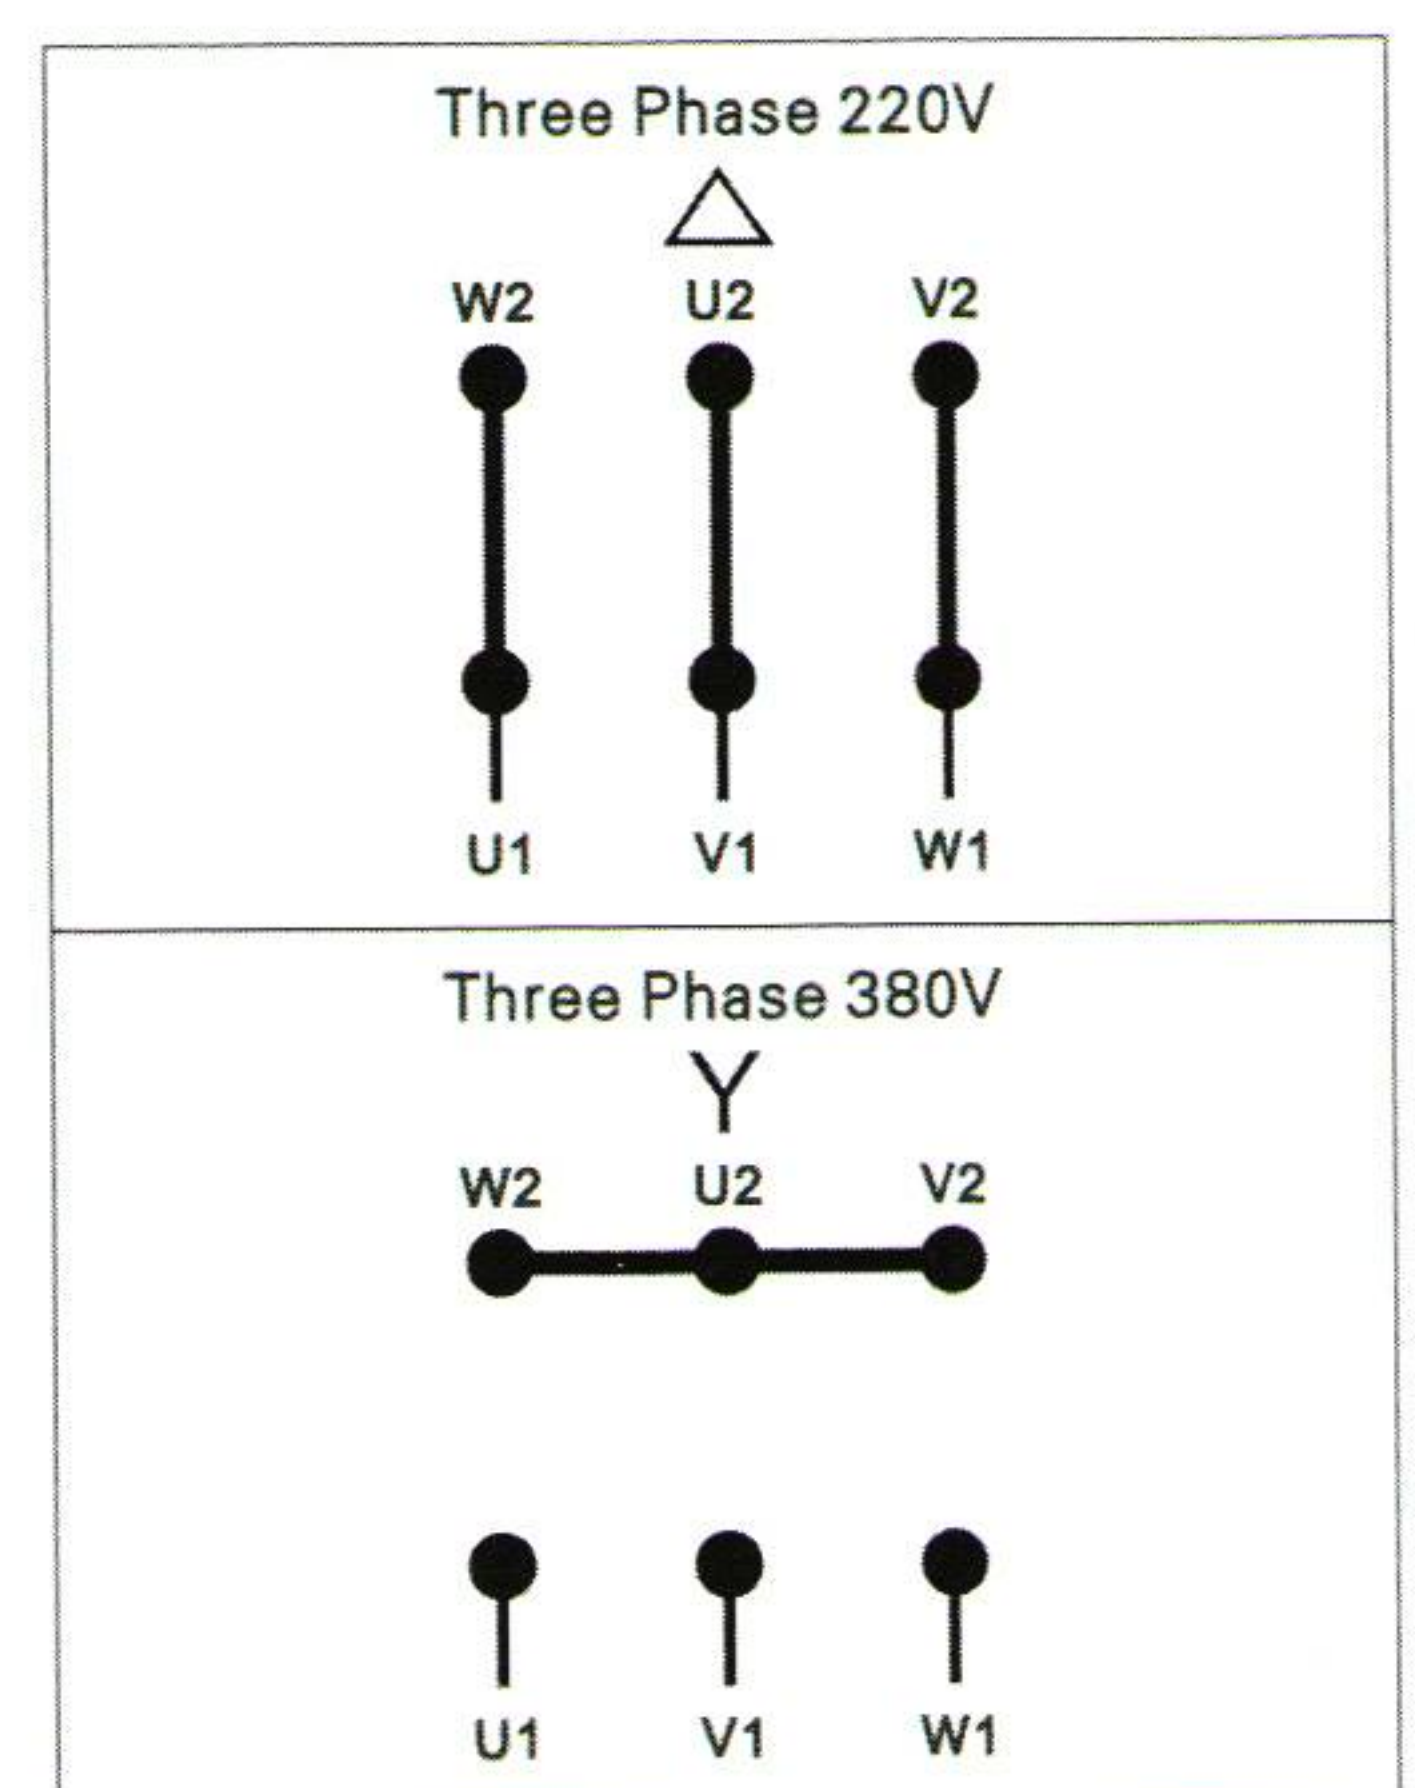 Three Phase 220V
W2 U2 V2
U1 V1 W1
Three Phase 380V
Y
W2 U2 V2
U1 V1 W1